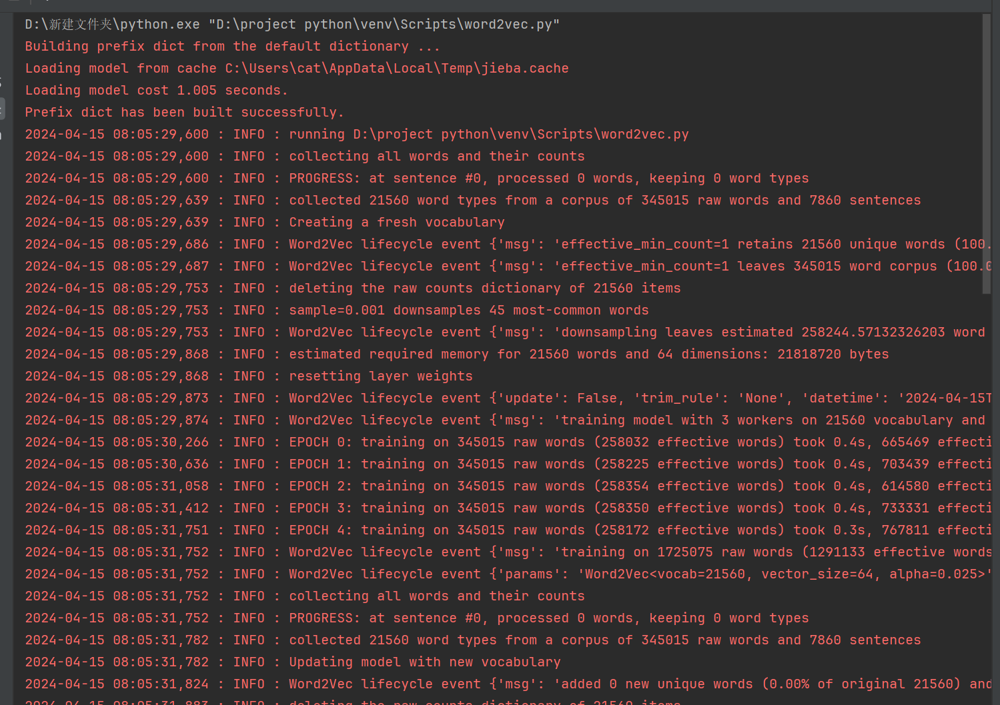 D:\新建文件夹\python.exe "D:\project python\venv\Scripts\word2vec.py"
Building prefix dict from the default dictionary ...
Loading model from cache C:\Users\cat\AppData\Local\Temp\jieba.cache
Loading model cost 1.005 seconds.
Prefix dict has been built successfully.
2024-04-15 08:05:29,600 : INFO : running D:\project python\venv\Scripts\word2vec.py
2024-04-15 08:05:29,600 : INFO : collecting all words and their counts
2024-04-15 08:05:29,600 : INFO : PROGRESS: at sentence #0, processed 0 words, keeping 0 word types
2024-04-15 08:05:29,639 : INFO : collected 21560 word types from a corpus of 345015 raw words and 7860 sentences
2024-04-15 08:05:29,639 : INFO : Creating a fresh vocabulary
2024-04-15 08:05:29,686 : INFO : Word2Vec lifecycle event {'msg': 'effective_min_count=1 retains 21560 unique words (100.
2024-04-15 08:05:29,687 : INFO : Word2Vec lifecycle event {'msg': 'effective_min_count=1 leaves 345015 word corpus (100.0
2024-04-15 08:05:29,753 : INFO : deleting the raw counts dictionary of 21560 items
2024-04-15 08:05:29,753 : INFO : sample=0.001 downsamples 45 most-common words
2024-04-15 08:05:29,753 : INFO : Word2Vec lifecycle event {'msg': 'downsampling leaves estimated 258244.57132326203 word
2024-04-15 08:05:29,868 : INFO : estimated required memory for 21560 words and 64 dimensions: 21818720 bytes
2024-04-15 08:05:29,868 : INFO : resetting layer weights
2024-04-15 08:05:29,873 : INFO : Word2Vec lifecycle event {'update': False, 'trim_rule': 'None', 'datetime': '2024-04-15T
2024-04-15 08:05:29,874 : INFO : Word2Vec lifecycle event {'msg': 'training model with 3 workers on 21560 vocabulary and
2024-04-15 08:05:30,266 : INFO : EPOCH 0: training on 345015 raw words (258032 effective words) took 0.4s, 665469 effecti
2024-04-15 08:05:30,636 : INFO : EPOCH 1: training on 345015 raw words (258225 effective words) took 0.4s, 703439 effecti
2024-04-15 08:05:31,058 : INFO : EPOCH 2: training on 345015 raw words (258354 effective words) took 0.4s, 614580 effecti
2024-04-15 08:05:31,412 : INFO : EPOCH 3: training on 345015 raw words (258350 effective words) took 0.4s, 733331 effecti
2024-04-15 08:05:31,751 : INFO : EPOCH 4: training on 345015 raw words (258172 effective words) took 0.3s, 767811 effecti
2024-04-15 08:05:31,752 : INFO : Word2Vec lifecycle event {'msg': 'training on 1725075 raw words (1291133 effective words
2024-04-15 08:05:31,752 : INFO : Word2Vec lifecycle event {'params': 'Word2Vec<vocab=21560, vector_size=64, alpha=0.025>'
2024-04-15 08:05:31,752 : INFO : collecting all words and their counts
2024-04-15 08:05:31,752 : INFO : PROGRESS: at sentence #0, processed 0 words, keeping 0 word types
2024-04-15 08:05:31,782 : INFO : collected 21560 word types from a corpus of 345015 raw words and 7860 sentences
2024-04-15 08:05:31,782 : INFO : Updating model with new vocabulary
2024-04-15 08:05:31,824 : INFO : Word2Vec lifecycle event {'msg': 'added 0 new unique words (0.00% of original 21560) and
2024-04-15 08:05:31,883 : INFO : deleting the raw counts dictionary of 21560 items